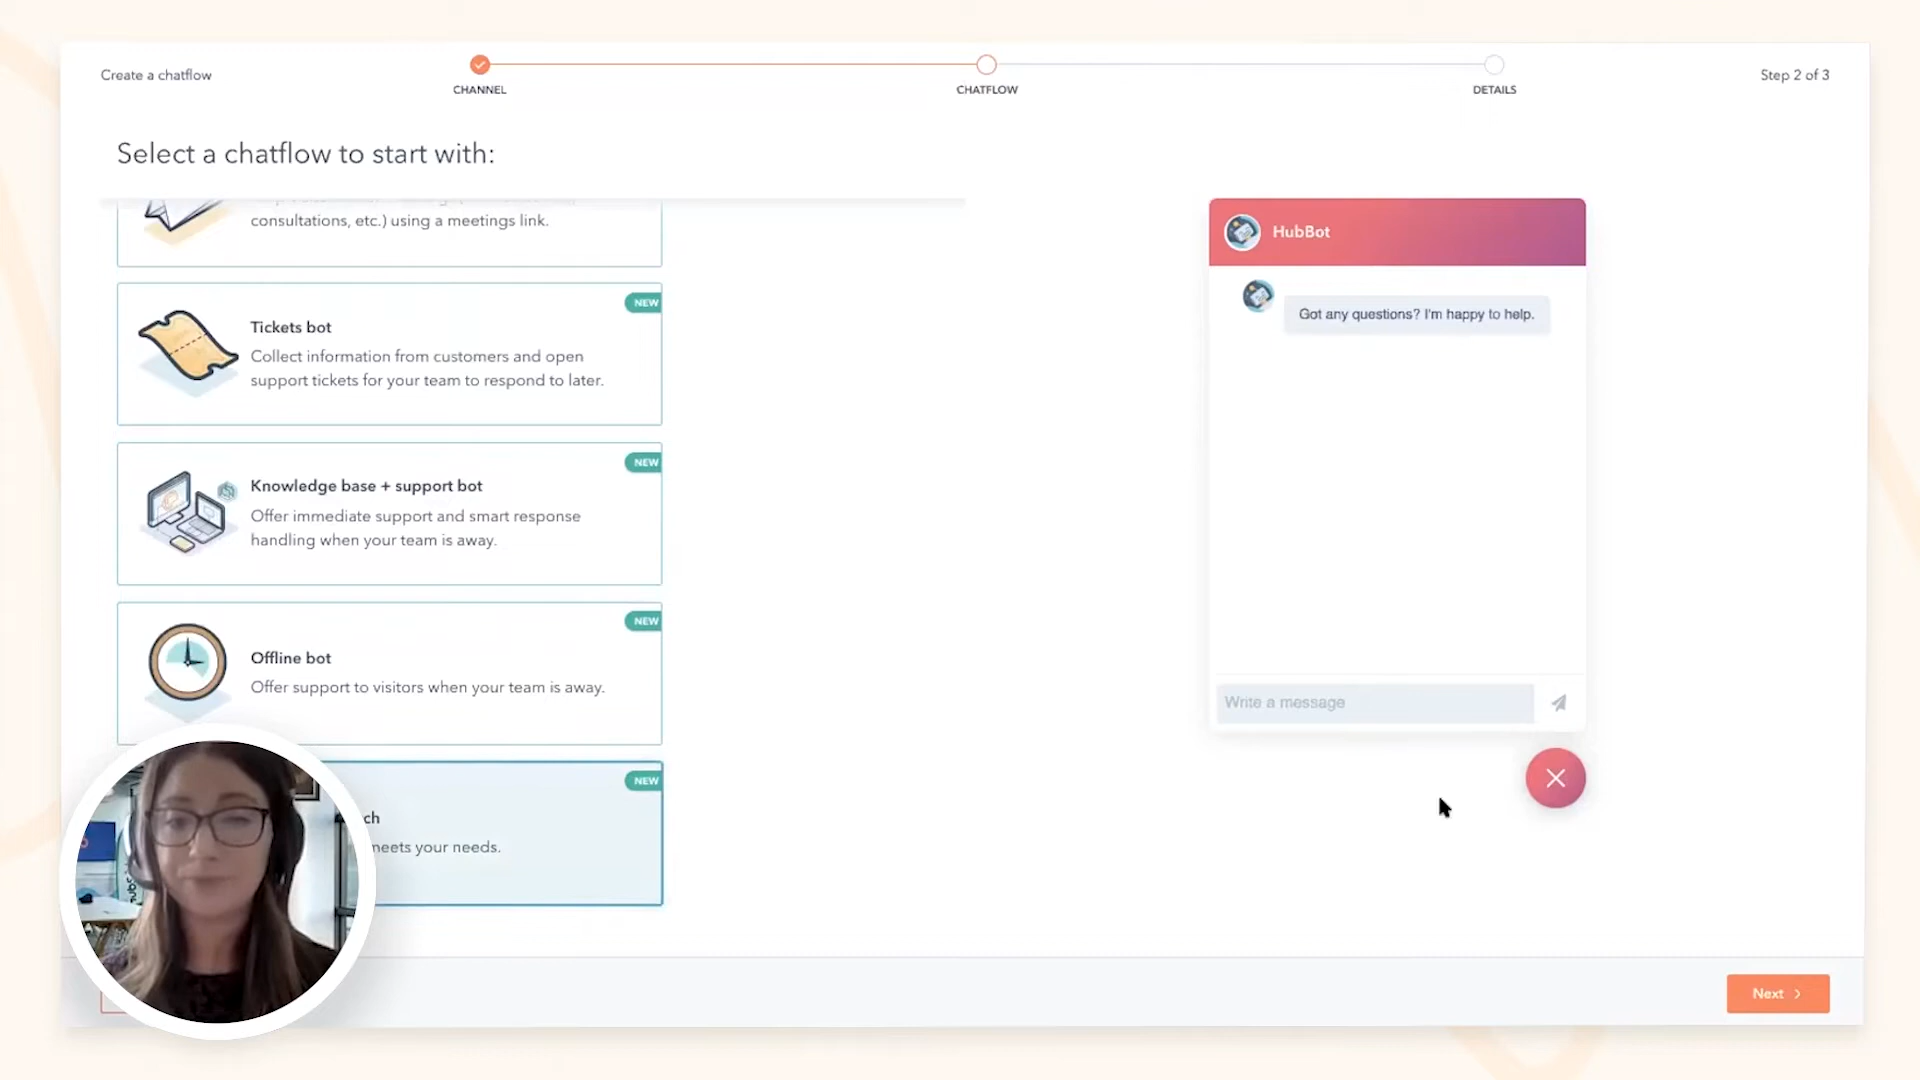 Create a chatflow
CHANNEL
CHATFLOW
DETAILS
Step 2 of 3
Select a chatflow to start with:
consultations, etc.) using a meetings link.
NEW
Tickets bot
Collect information from customers and open
support tickets for your team to respond to later.
NEW
Knowledge base + support bot
Offer immediate support and smart response
handling when your team is away.
NEW
Offline bot
Offer support to visitors when your team is away.
NEW
ch
meets your needs.
HubBot
Got any questions? I'm happy to help.
Write a message
Next